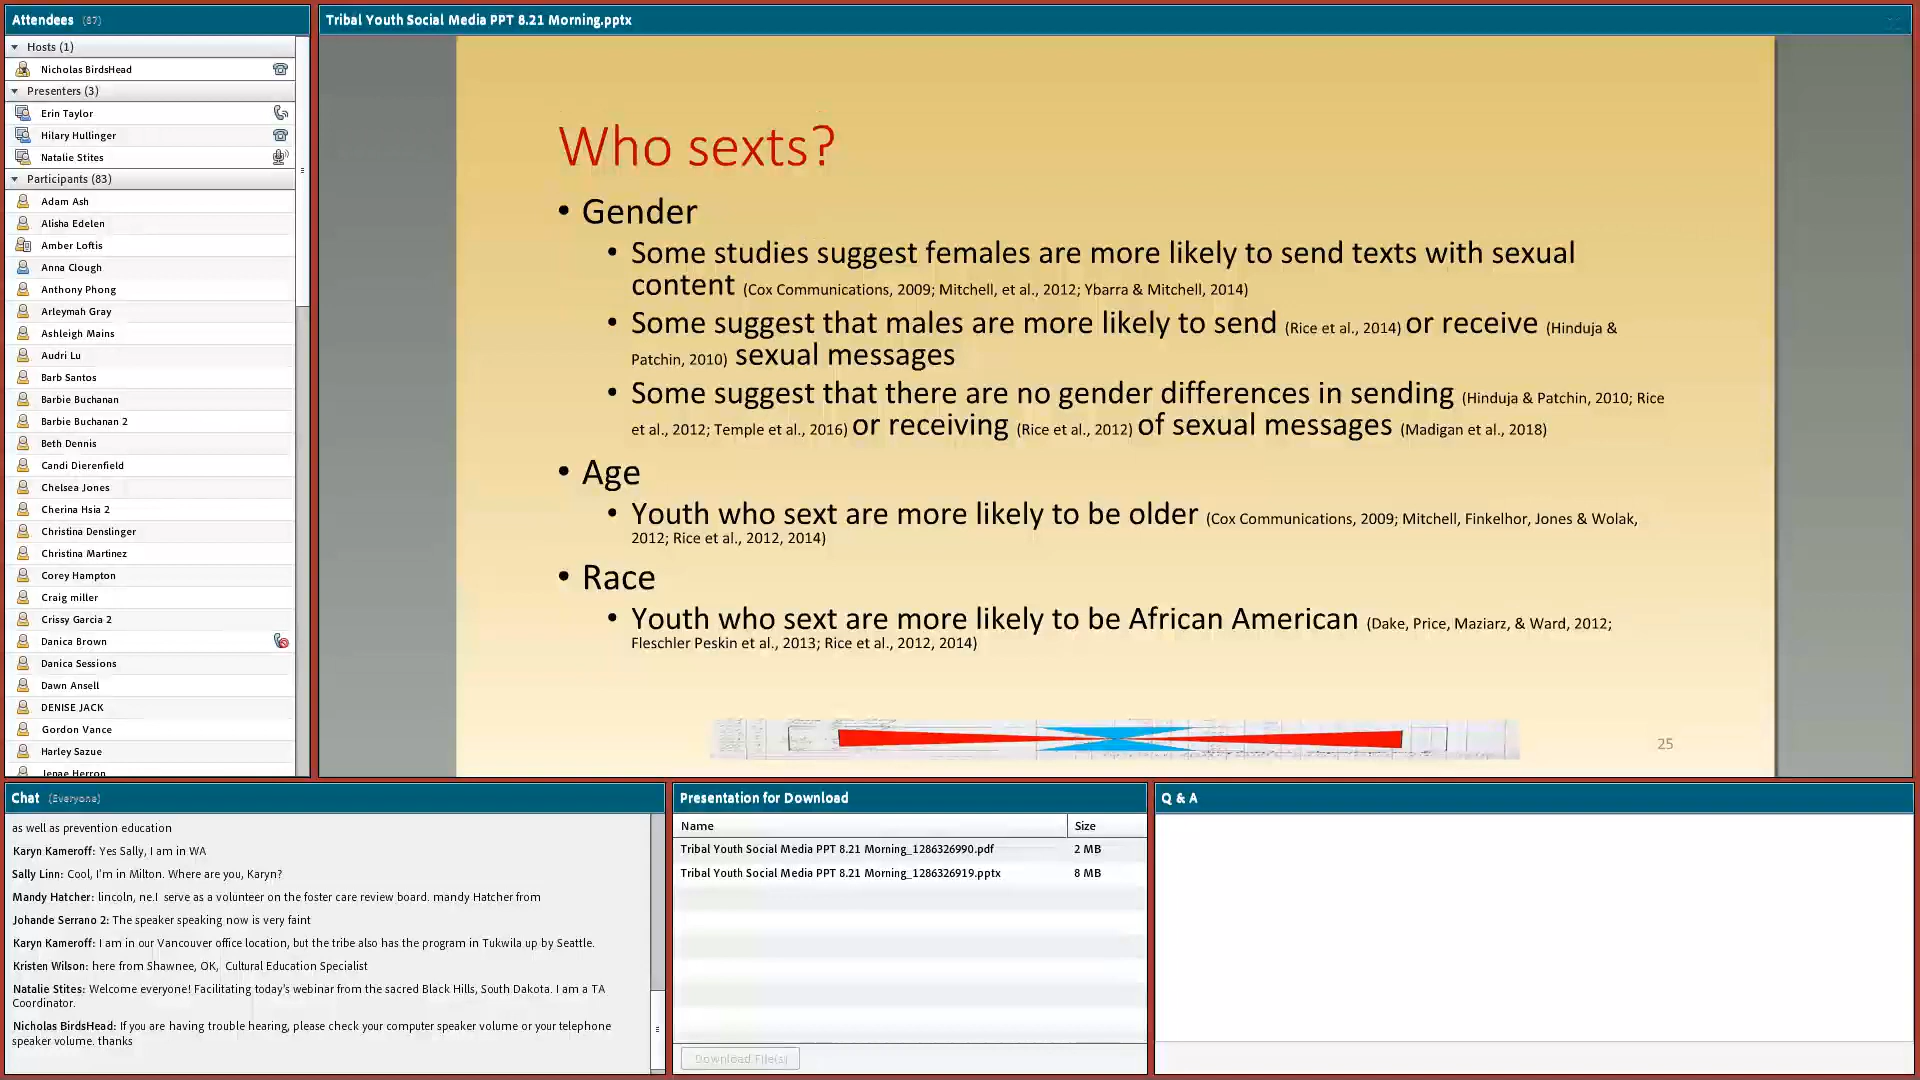 Attendees (87)
Hosts (1)
Nicholas BirdsHead
Presenters (3)
Erin Taylor
Hilary Hullinger
Natalie Stites
Participants (83)
Adam Ash
Alisha Edelen
Amber Loftis
Anna Clough
Anthony Phong
Arleymah Gray
Ashleigh Mains
Audri Lu
Barb Santos
Barbie Buchanan
Barbie Buchanan 2
Beth Dennis
Candi Dierenfield
Chelsea Jones
Cherina Hsia 2
Christina Denslinger
Christina Martinez
Corey Hampton
Craig miller
Crissy Garcia 2
Danica Brown
Danica Sessions
Dawn Ansell
DENISE JACK
Gordon Vance
Harley Sazue
Jenae Herron
Tribal Youth Social Media PPT 8.21 Morning.pptx
Who sexts?
• Gender
• Some studies suggest females are more likely to send texts with sexual
content (Cox Communications, 2009; Mitchell, et al., 2012; Ybarra & Mitchell, 2014)
• Some suggest that males are more likely to send (Rice et al., 2014) or receive (Hinduja &
Patchin, 2010) sexual messages
• Some suggest that there are no gender differences in sending (Hinduja & Patchin, 2010; Rice
et al., 2012; Temple et al., 2016) or receiving (Rice et al., 2012) of sexual messages (Madigan et al., 2018)
• Age
• Youth who sext are more likely to be older (Cox Communications, 2009; Mitchell, Finkelhor, Jones & Wolak,
2012; Rice et al., 2012, 2014)
• Race
• Youth who sext are more likely to be African American (Dake, Price, Maziarz, & Ward, 2012;
Fleschler Peskin et al., 2013; Rice et al., 2012, 2014)
25
Chat (Everyone)
as well as prevention education
Karyn Kameroff: Yes Sally, I am in WA
Sally Linn: Cool, I'm in Milton. Where are you, Karyn?
Mandy Hatcher: lincoln, ne.I serve as a volunteer on the foster care review board. mandy Hatcher from
Johande Serrano 2: The speaker speaking now is very faint
Karyn Kameroff: I am in our Vancouver office location, but the tribe also has the program in Tukwila up by Seattle.
Kristen Wilson: here from Shawnee, OK, Cultural Education Specialist
Natalie Stites: Welcome everyone! Facilitating today's webinar from the sacred Black Hills, South Dakota. I am a TA
Coordinator.
Nicholas BirdsHead: If you are having trouble hearing, please check your computer speaker volume or your telephone
speaker volume. thanks
Presentation for Download
Name Size
Tribal Youth Social Media PPT 8.21 Morning_1286326990.pdf 2 MB
Tribal Youth Social Media PPT 8.21 Morning_1286326919.pptx 8 MB
Download File(s)
Q & A